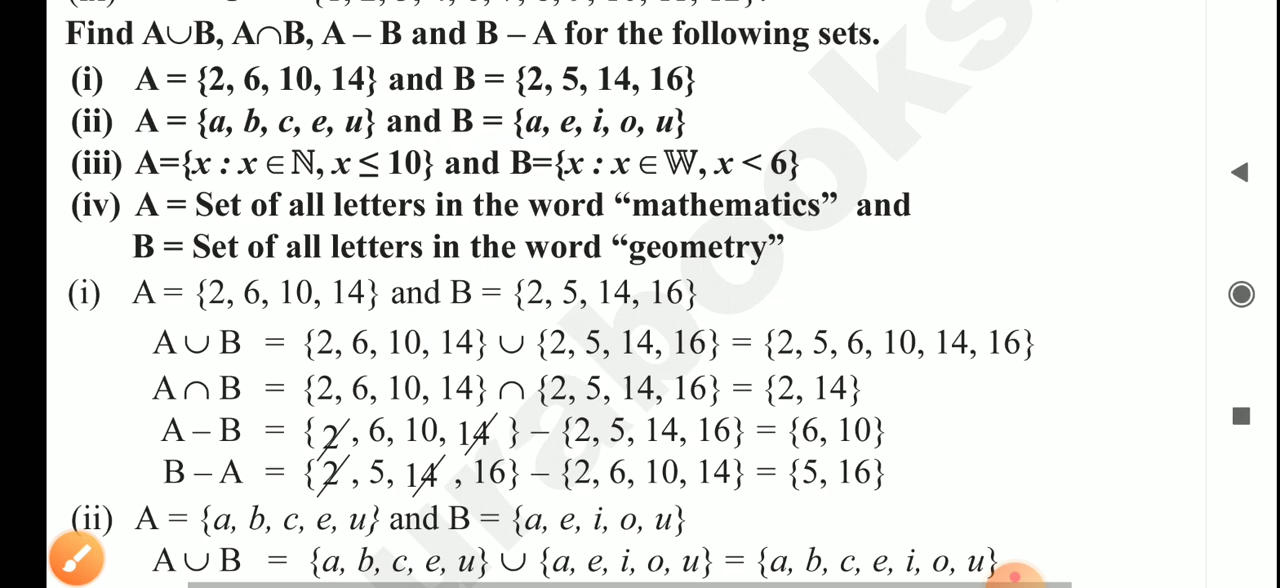 Find A∪B, A∩B, A – B and B – A for the following sets.
(i) A = {2, 6, 10, 14} and B = {2, 5, 14, 16}
(ii) A = {a, b, c, e, u} and B = {a, e, i, o, u}
(iii) A={x : x ∈ ℕ, x ≤ 10} and B={x : x ∈ 𝕎, x < 6}
(iv) A = Set of all letters in the word “mathematics” and
B = Set of all letters in the word “geometry”
(i) A = {2, 6, 10, 14} and B = {2, 5, 14, 16}
A ∪ B = {2, 6, 10, 14} ∪ {2, 5, 14, 16} = {2, 5, 6, 10, 14, 16}
A ∩ B = {2, 6, 10, 14} ∩ {2, 5, 14, 16} = {2, 14}
A – B = {2, 6, 10, 14 } – {2, 5, 14, 16} = {6, 10}
B – A = {2, 5, 14, 16} – {2, 6, 10, 14} = {5, 16}
(ii) A = {a, b, c, e, u} and B = {a, e, i, o, u}
A ∪ B = {a, b, c, e, u} ∪ {a, e, i, o, u} = {a, b, c, e, i, o, u}